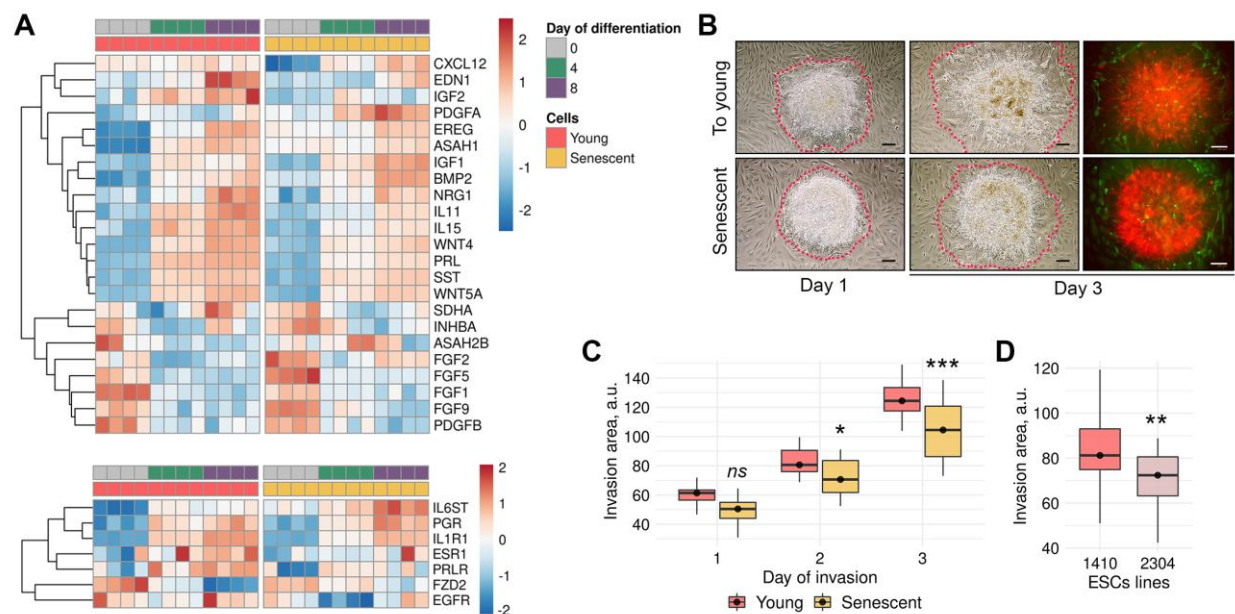 A
Day of differentiation
0
4
8
Cells
Young
Senescent
2
1
0
-1
-2
CXCL12
EDN1
IGF2
PDGFA
EREG
ASAH1
IGF1
BMP2
NRG1
IL11
IL15
WNT4
PRL
SST
WNT5A
SDHA
INHBA
ASAH2B
FGF2
FGF5
FGF1
FGF9
PDGFB
2
1
0
-1
-2
IL6ST
PGR
IL1R1
ESR1
PRLR
FZD2
EGFR
B
To young
Senescent
Day 1
Day 3
C
Invasion area, a.u.
140
120
100
80
60
40
ns
*
***
1
2
3
Day of invasion
Young
Senescent
D
Invasion area, a.u.
120
100
80
60
40
**
1410
2304
ESCs lines